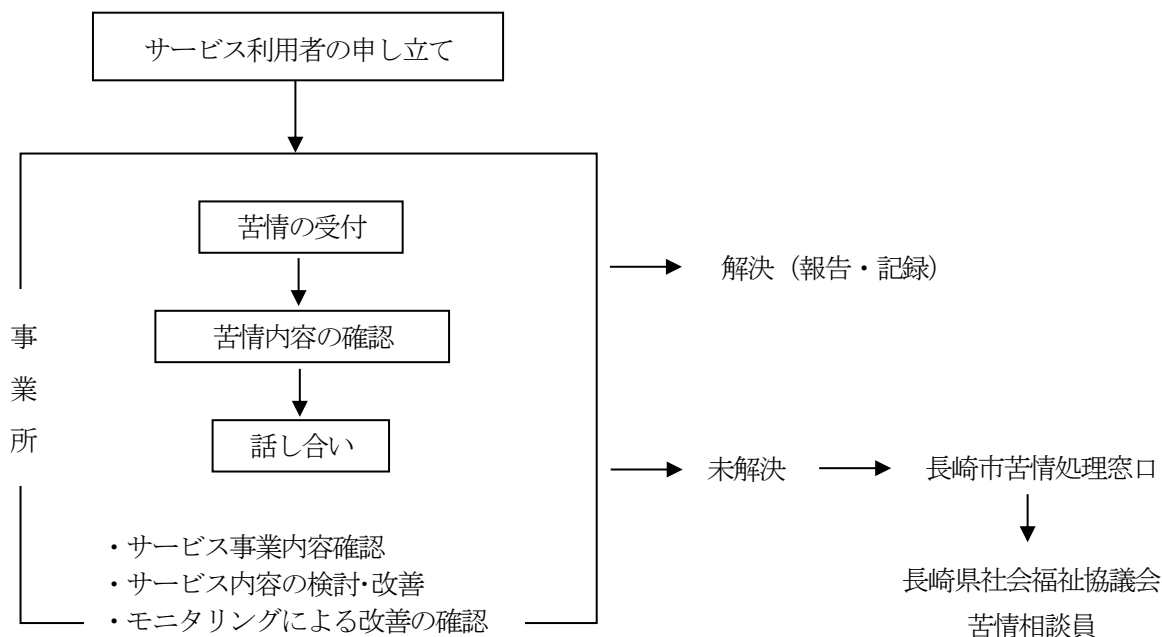 サービス利用者の申し立て
苦情の受付
苦情内容の確認
話し合い
・サービス事業内容確認
・サービス内容の検討・改善
・モニタリングによる改善の確認
事
業
所
解決（報告・記録）
未解決
長崎市苦情処理窓口
長崎県社会福祉協議会
苦情相談員